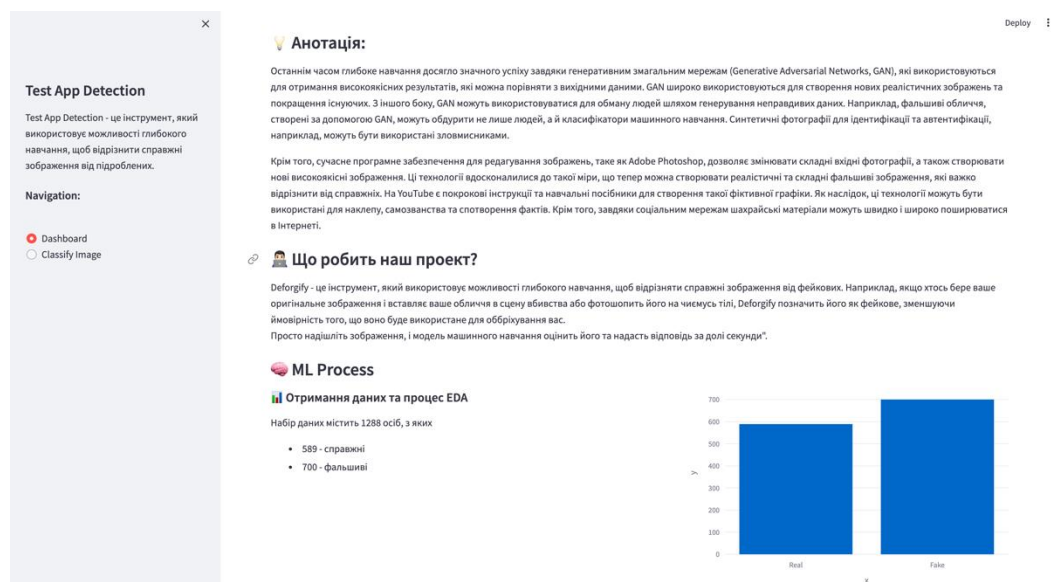 Deploy
Test App Detection
Test App Detection - це інструмент, який
використовує можливості глибокого
навчання, щоб відрізнити справжні
зображення від підроблених.
Navigation:
Dashboard
Classify Image
Анотація:
Останнім часом глибоке навчання досягло значного успіху завдяки генеративним змагальним мережам (Generative Adversarial Networks, GAN), які використовуються
для отримання високоякісних результатів, які можна порівняти з вихідними даними. GAN широко використовуються для створення нових реалістичних зображень та
покращення існуючих. З іншого боку, GAN можуть використовуватися для обману людей шляхом генерування неправдивих даних. Наприклад, фальшиві обличчя,
створені за допомогою GAN, можуть обдурити не лише людей, а й класифікатори машинного навчання. Синтетичні фотографії для ідентифікації та автентифікації,
наприклад, можуть бути використані зловмисниками.
Крім того, сучасне програмне забезпечення для редагування зображень, таке як Adobe Photoshop, дозволяє змінювати складні вхідні фотографії, а також створювати
нові високоякісні зображення. Ці технології вдосконалилися до такої міри, що тепер можна створювати реалістичні та складні фальшиві зображення, які важко
відрізнити від справжніх. На YouTube є покрокові інструкції та навчальні посібники для створення такої фіктивної графіки. Як наслідок, ці технології можуть бути
використані для наклепу, самозванства та спотворення фактів. Крім того, завдяки соціальним мережам шахрайські матеріали можуть швидко і широко поширюватися
в Інтернеті.
Що робить наш проект?
Deforgify - це інструмент, який використовує можливості глибокого навчання, щоб відрізняти справжні зображення від фейкових. Наприклад, якщо хтось бере ваше
оригінальне зображення і вставляє ваше обличчя в сцену вбивства або фотошопить його на чиємусь тілі, Deforgify позначить його як фейкове, зменшуючи
ймовірність того, що воно буде використане для оббріхування вас.
Просто надішліть зображення, і модель машинного навчання оцінить його та надасть відповідь за долі секунди".
ML Process
Отримання даних та процес EDA
Набір даних містить 1288 осіб, з яких
• 589 - справжні
• 700 - фальшиві
700
600
500
400
300
200
100
0
y
Real
Fake
x